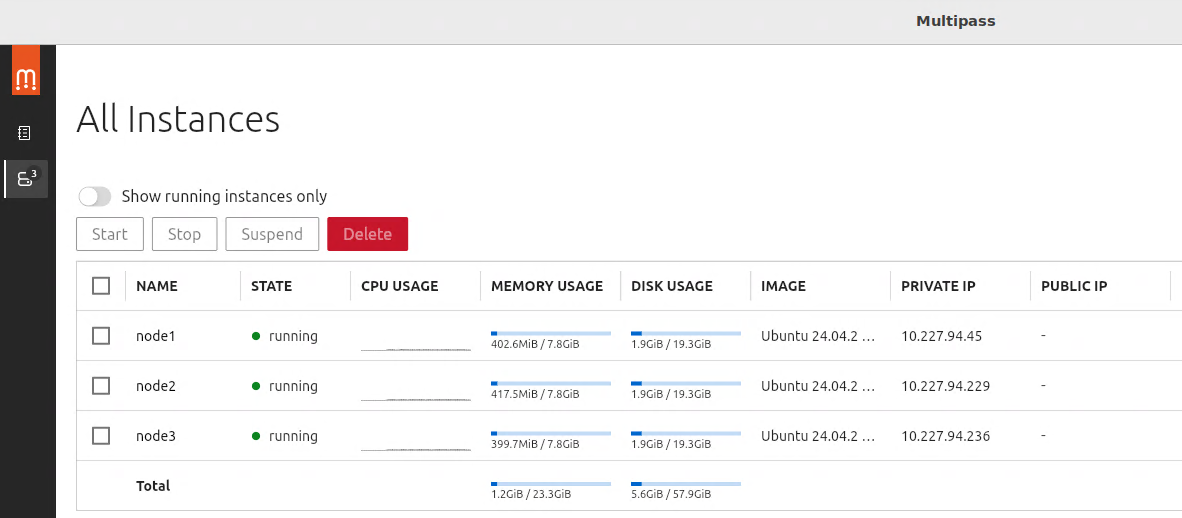 Multipass
3
All Instances
Show running instances only
Start Stop Suspend Delete
NAME STATE CPU USAGE MEMORY USAGE DISK USAGE IMAGE PRIVATE IP PUBLIC IP
node1 running 402.6MiB / 7.8GiB 1.9GiB / 19.3GiB Ubuntu 24.04.2 ... 10.227.94.45 -
node2 running 417.5MiB / 7.8GiB 1.9GiB / 19.3GiB Ubuntu 24.04.2 ... 10.227.94.229 -
node3 running 399.7MiB / 7.8GiB 1.9GiB / 19.3GiB Ubuntu 24.04.2 ... 10.227.94.236 -
Total 1.2GiB / 23.3GiB 5.6GiB / 57.9GiB